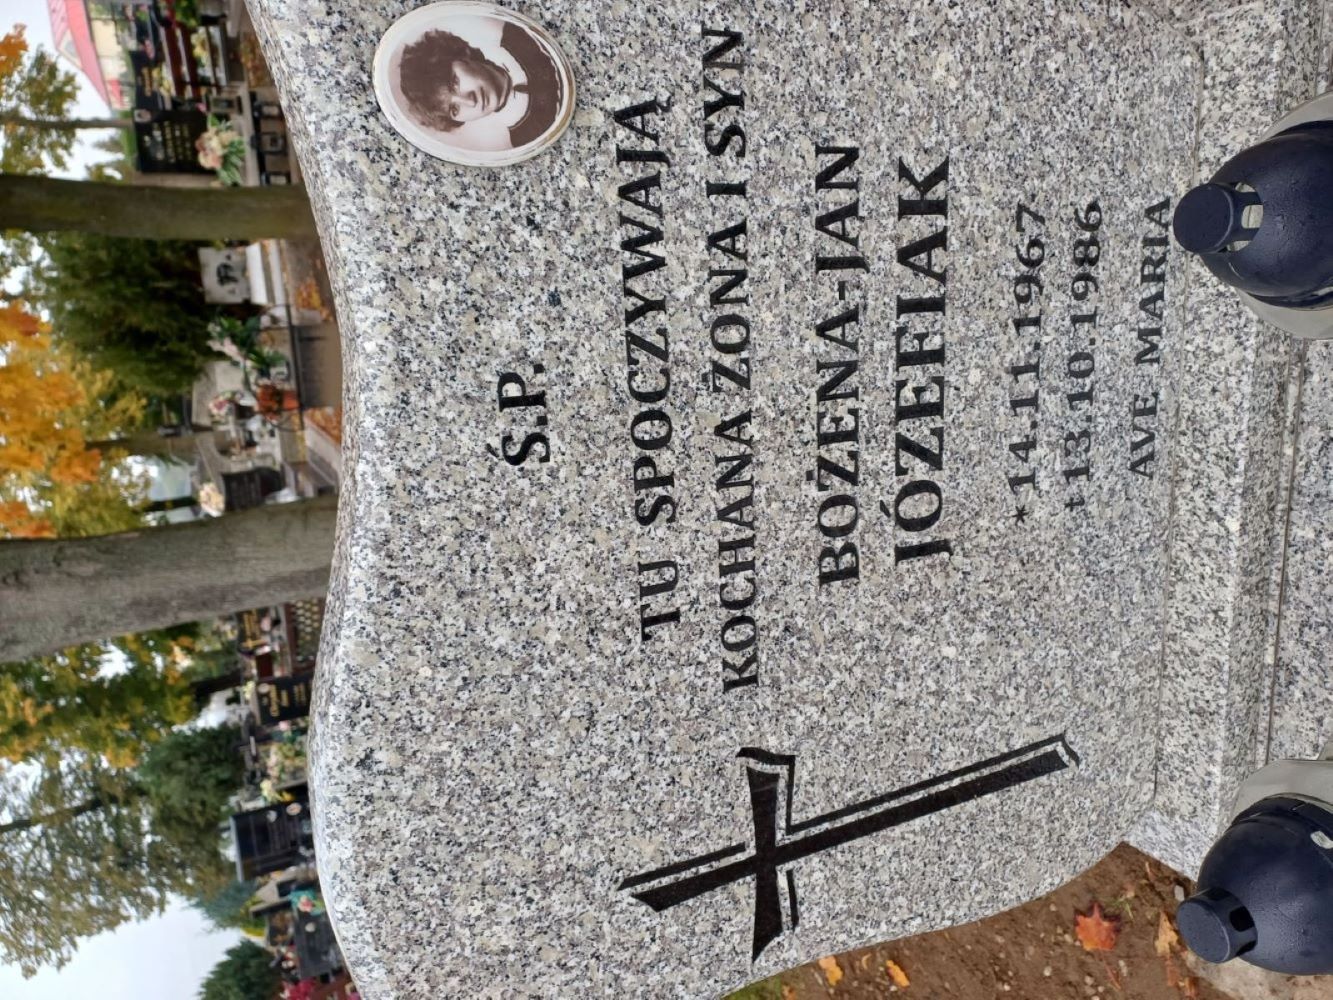 Ś.P.
TU SPOCZYWAJĄ
KOCHANA ŻONA I SYN
BOŻENA-JAN
JÓZEFIAK
*14.11.1967
†13.10.1986
AVE MARIA